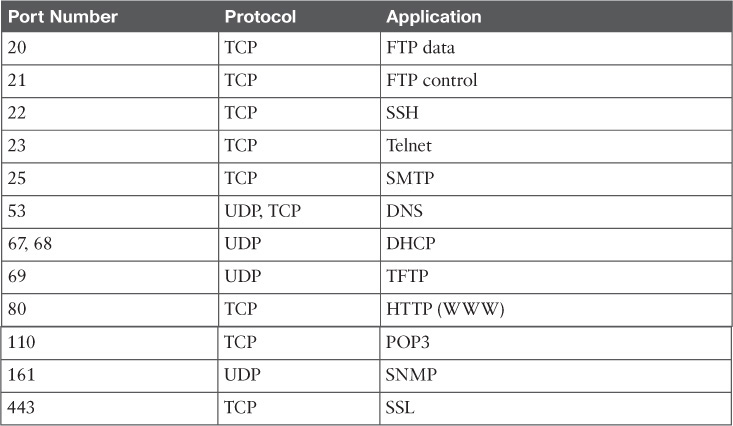 Port Number Protocol Application
20 TCP FTP data
21 TCP FTP control
22 TCP SSH
23 TCP Telnet
25 TCP SMTP
53 UDP, TCP DNS
67, 68 UDP DHCP
69 UDP TFTP
80 TCP HTTP (WWW)
110 TCP POP3
161 UDP SNMP
443 TCP SSL